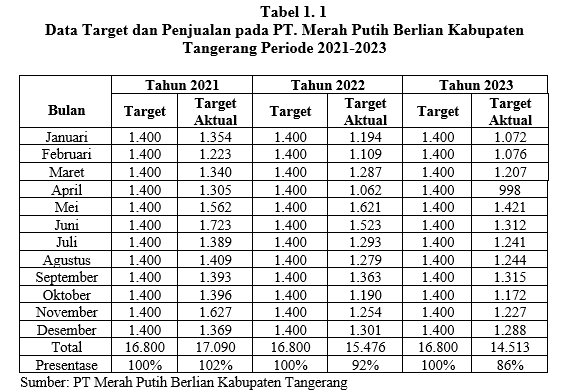 Tabel 1. 1
Data Target dan Penjualan pada PT. Merah Putih Berlian Kabupaten
Tangerang Periode 2021-2023
Bulan Tahun 2021 Tahun 2022 Tahun 2023
Target Target Aktual Target Target Aktual Target Target Aktual
Januari 1.400 1.354 1.400 1.194 1.400 1.072
Februari 1.400 1.223 1.400 1.109 1.400 1.076
Maret 1.400 1.340 1.400 1.287 1.400 1.207
April 1.400 1.305 1.400 1.062 1.400 998
Mei 1.400 1.562 1.400 1.621 1.400 1.421
Juni 1.400 1.723 1.400 1.523 1.400 1.312
Juli 1.400 1.389 1.400 1.293 1.400 1.241
Agustus 1.400 1.409 1.400 1.279 1.400 1.244
September 1.400 1.393 1.400 1.363 1.400 1.315
Oktober 1.400 1.396 1.400 1.190 1.400 1.172
November 1.400 1.627 1.400 1.254 1.400 1.227
Desember 1.400 1.369 1.400 1.301 1.400 1.288
Total 16.800 17.090 16.800 15.476 16.800 14.513
Presentase 100% 102% 100% 92% 100% 86%
Sumber: PT Merah Putih Berlian Kabupaten Tangerang